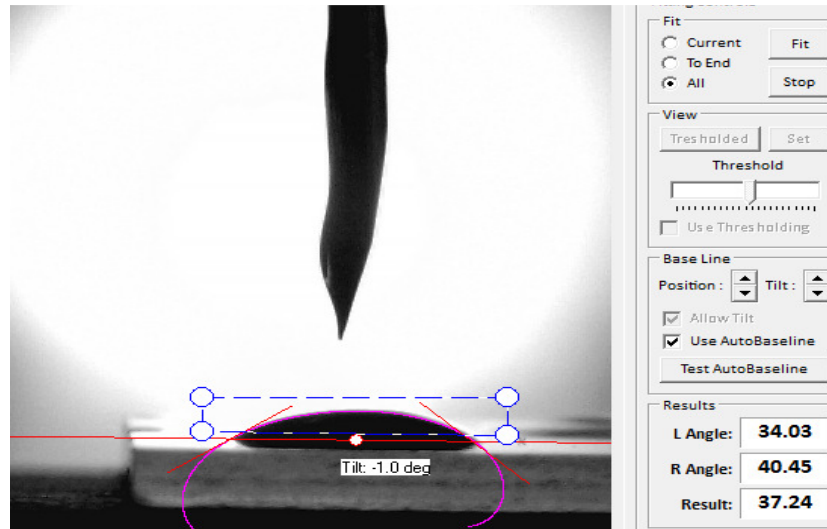 Fit
Current
To End
All
Fit
Stop
View
Tresholded
Set
Threshold
Use Thresholding
Base Line
Position :
Tilt :
Allow Tilt
Use AutoBaseline
Test AutoBaseline
Results
L Angle: 34.03
R Angle: 40.45
Result: 37.24
Tilt: -1.0 deg